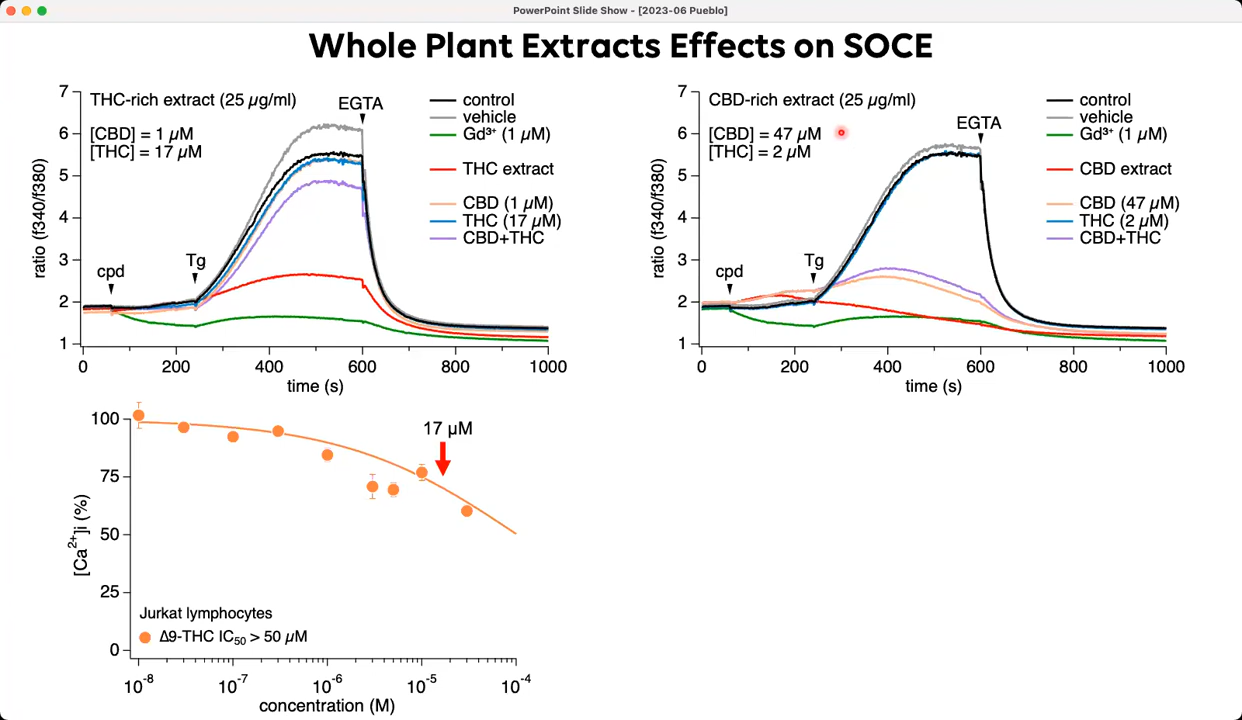 PowerPoint Slide Show - [2023-06 Pueblo]
Whole Plant Extracts Effects on SOCE
THC-rich extract (25 µg/ml)
[CBD] = 1 µM
[THC] = 17 µM
EGTA
control
vehicle
Gd³⁺ (1 µM)
THC extract
CBD (1 µM)
THC (17 µM)
CBD+THC
cpd
Tg
ratio (f340/f380)
7
6
5
4
3
2
1
0
200
400
600
800
1000
time (s)
CBD-rich extract (25 µg/ml)
[CBD] = 47 µM
[THC] = 2 µM
EGTA
control
vehicle
Gd³⁺ (1 µM)
CBD extract
CBD (47 µM)
THC (2 µM)
CBD+THC
cpd
Tg
ratio (f340/f380)
7
6
5
4
3
2
1
0
200
400
600
800
1000
time (s)
17 µM
[Ca²⁺]i (%)
100
75
50
25
0
Jurkat lymphocytes
Δ9-THC IC₅₀ > 50 µM
10⁻⁸
10⁻⁷
10⁻⁶
10⁻⁵
10⁻⁴
concentration (M)